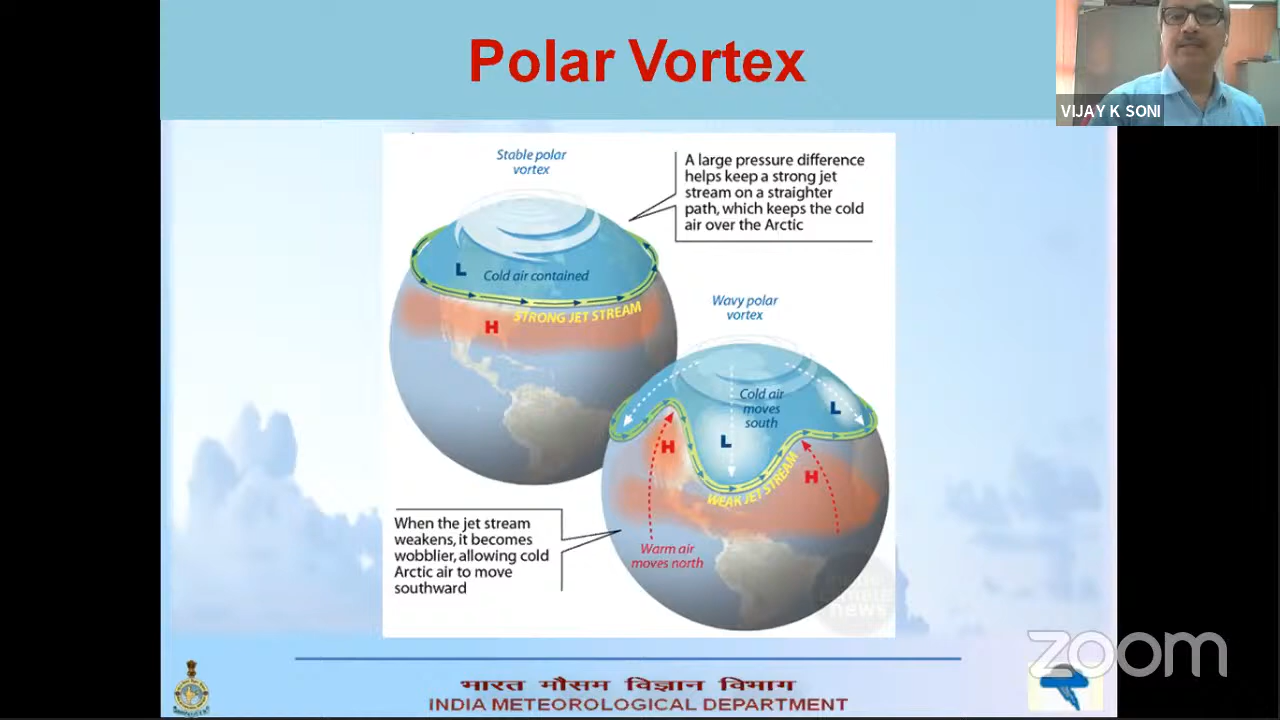 Polar Vortex
VIJAY K SONI
Stable polar
vortex
A large pressure difference
helps keep a strong jet
stream on a straighter
path, which keeps the cold
air over the Arctic
L
Cold air contained
STRONG JET STREAM
H
Wavy polar
vortex
Cold air
moves
south
L
L
H
H
WEAK JET STREAM
When the jet stream
weakens, it becomes
wobblier, allowing cold
Arctic air to move
southward
Warm air
moves north
news
zoom
भारत मौसम विज्ञान विभाग
INDIA METEOROLOGICAL DEPARTMENT